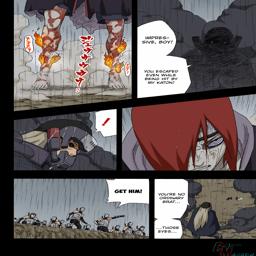 IMPRES-
SIVE, BOY!
YOU ESCAPED
EVEN WHILE
BEING HIT BY
MY KATON!
!
GET HIM!
YOU'RE NO
ORDINARY
BRAT...
...THOSE
EYES...